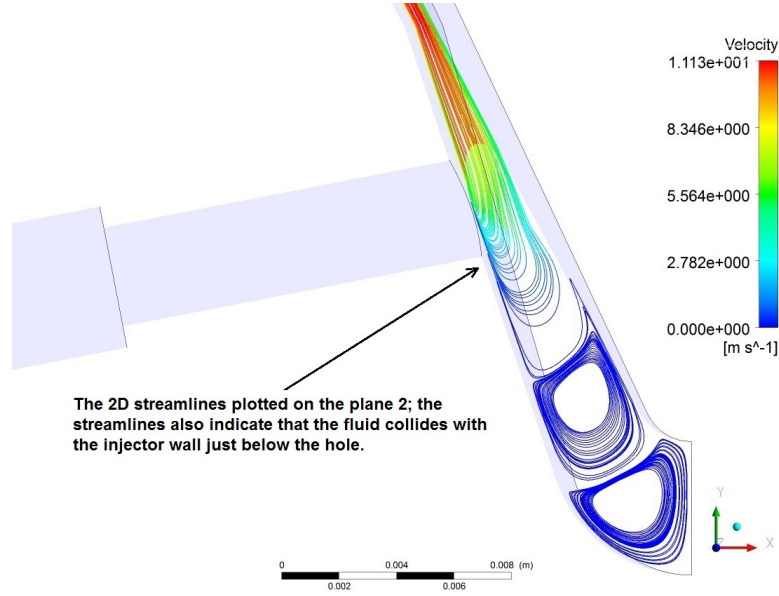 Velocity
1.113e+001
8.346e+000
5.564e+000
2.782e+000
0.000e+000
[m s^-1]
The 2D streamlines plotted on the plane 2; the
streamlines also indicate that the fluid collides with
the injector wall just below the hole.
Y
Z
X
0 0.004 0.008 (m)
0.002 0.006